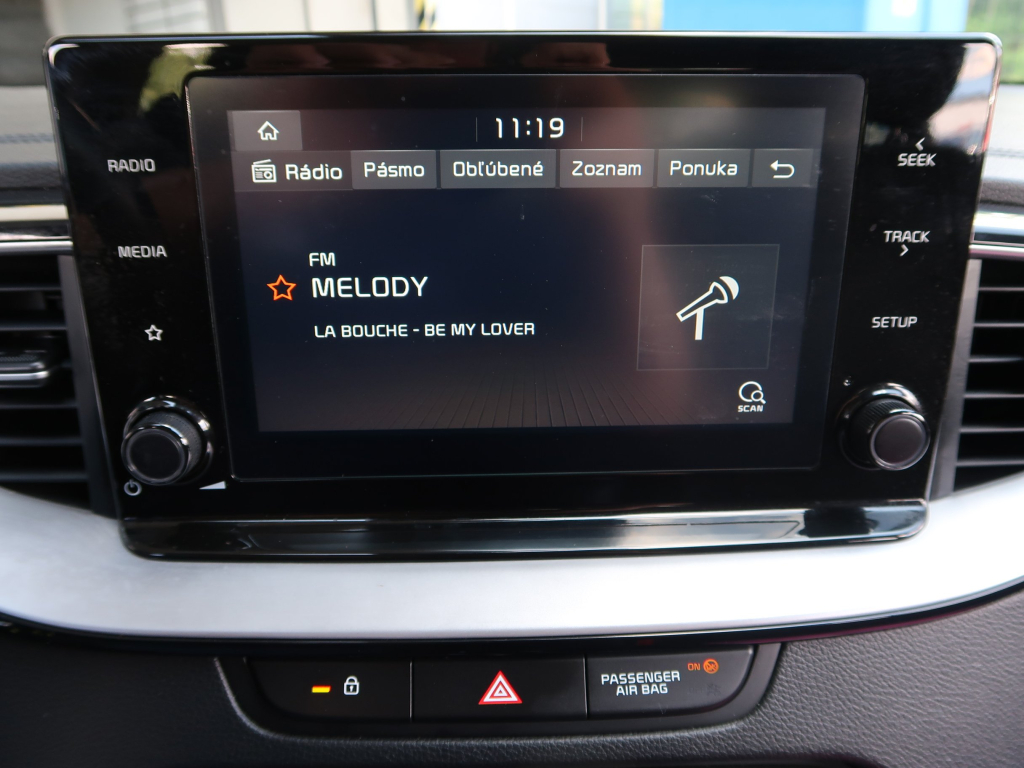 11:19
RADIO
Rádio Pásmo Obľúbené Zoznam Ponuka
SEEK
MEDIA
TRACK
FM
MELODY
LA BOUCHE - BE MY LOVER
SETUP
SCAN
PASSENGER ON
AIR BAG